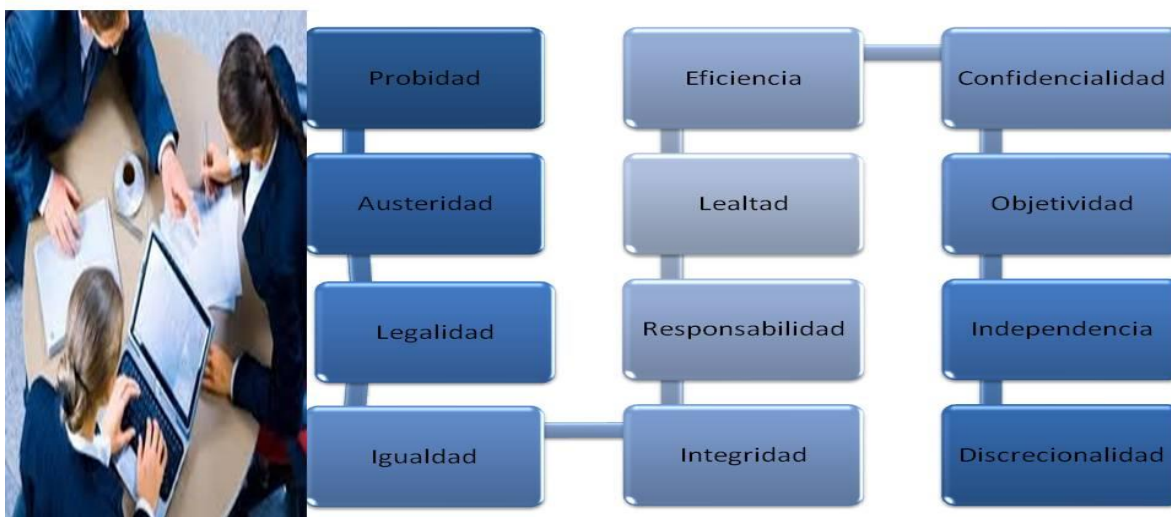 Probidad
Austeridad
Legalidad
Igualdad
Integridad
Responsabilidad
Lealtad
Eficiencia
Confidencialidad
Objetividad
Independencia
Discrecionalidad